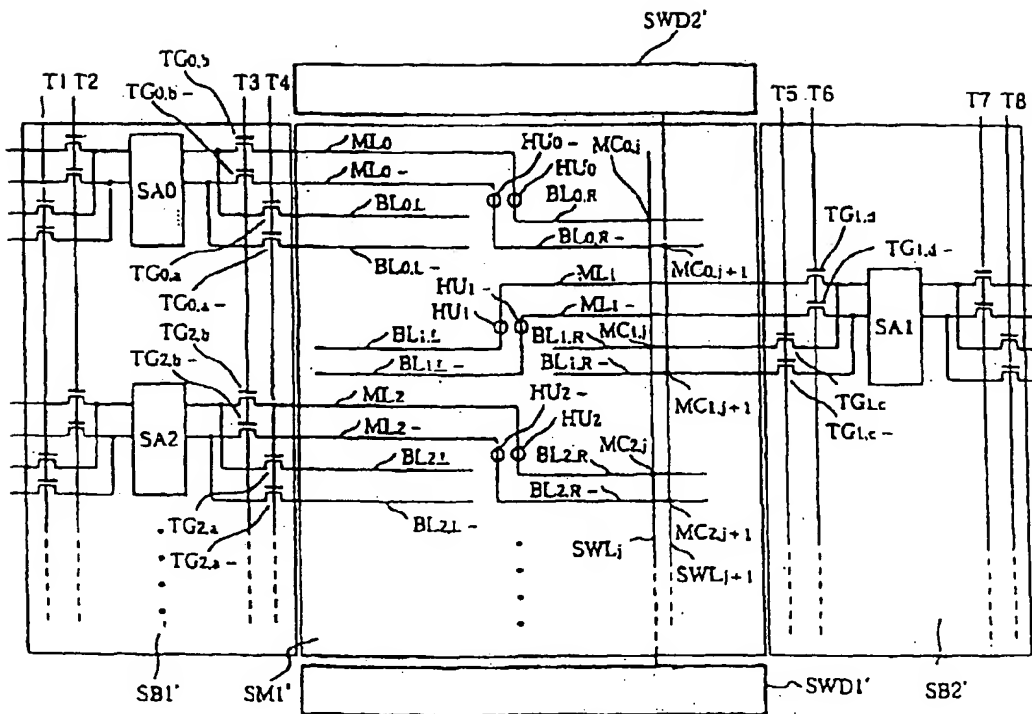 SWD2'
TG0,b
T1 T2 T3 T4
TG0,b-
T5 T6 T7 T8
ML0
HU0-
HU0
MC0,j
ML0-
SA0
BL0,R
BL0,L
BL0,R-
TG1,d
TG0,a
BL0,L-
MC0,j+1
TG1,d-
TG0,a-
ML1
HU1-
HU1
ML1-
SA1
TG2,b
BL1,L
BL1,R
MC1,j
TG2,b-
BL1,L-
BL1,R-
ML2
HU2-
HU2
MC1,j+1
TG1,c
TG1,c-
SA2
ML2-
MC2,j
BL2,L
BL2,R
BL2,R-
TG2,a
BL2,L-
MC2,j+1
TG2,a-
SWLj
SWLj+1
SB1'
SM1'
SWD1'
SB2'